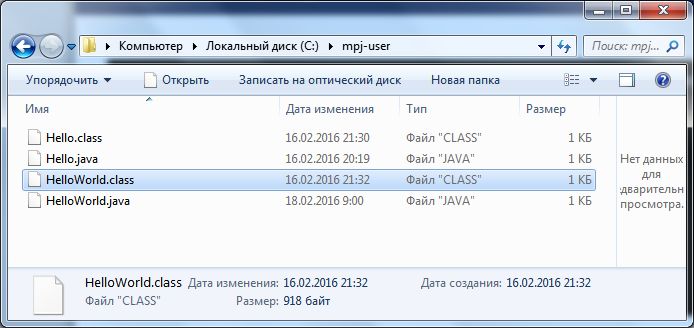 Компьютер Локальный диск (C:) mpj-user Поиск: mpj...
Упорядочить Открыть Записать на оптический диск Новая папка
Имя Дата изменения Тип Размер
Hello.class 16.02.2016 21:30 Файл "CLASS" 1 КБ
Hello.java 16.02.2016 20:19 Файл "JAVA" 1 КБ
HelloWorld.class 16.02.2016 21:32 Файл "CLASS" 1 КБ
HelloWorld.java 18.02.2016 9:00 Файл "JAVA" 1 КБ
Нет данных
для
едварительн
просмотра.
HelloWorld.class Дата изменения: 16.02.2016 21:32 Дата создания: 16.02.2016 21:32
Файл "CLASS" Размер: 918 байт